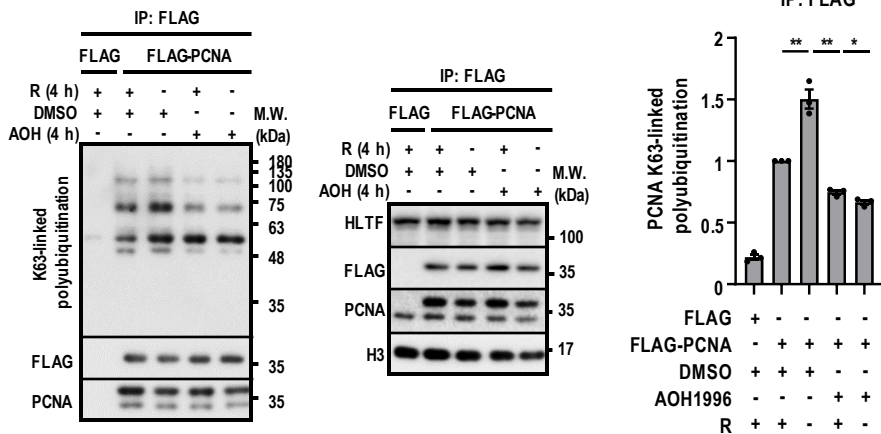 IP: FLAG
FLAG FLAG-PCNA
R (4 h) + + - + -
DMSO + + + - -
AOH (4 h) - - - + +
M.W.
(kDa)
K63-linked
polyubiquitination
180
135
100
75
63
48
35
FLAG
35
PCNA
35
IP: FLAG
FLAG FLAG-PCNA
R (4 h) + + - + -
DMSO + + + - -
AOH (4 h) - - - + +
M.W.
(kDa)
HLTF
100
FLAG
35
PCNA
35
H3
17
IP: FLAG
PCNA K63-linked
polyubiquitination
2
1.5
1
0.5
0
** ** *
FLAG + - - - -
FLAG-PCNA - + + + +
DMSO + + + - -
AOH1996 - - - + +
R + + - + -